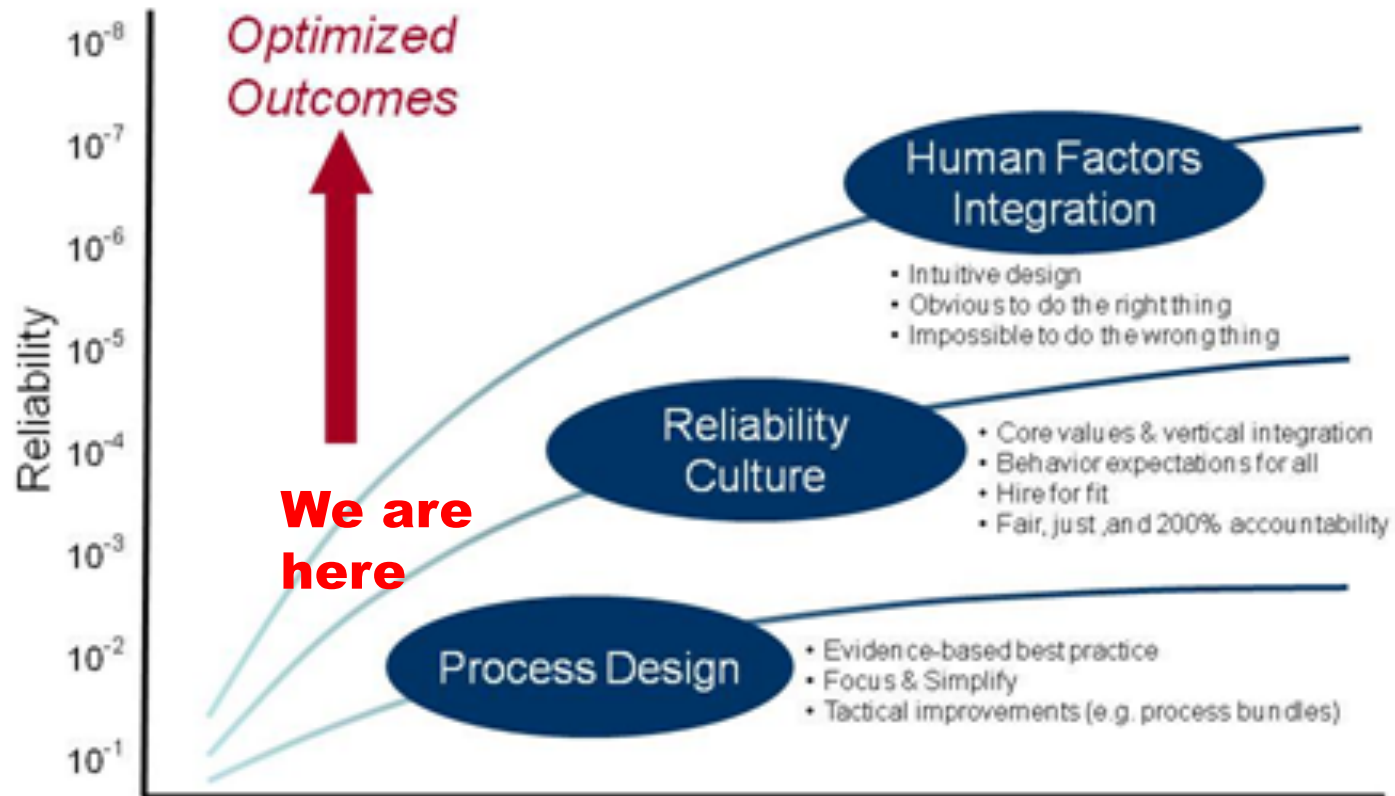 Optimized
Outcomes
Reliability
10-8
10-7
10-6
10-5
10-4
10-3
10-2
10-1
Human Factors
Integration
• Intuitive design
• Obvious to do the right thing
• Impossible to do the wrong thing
Reliability
Culture
• Core values & vertical integration
• Behavior expectations for all
• Hire for fit
• Fair, just ,and 200% accountability
We are
here
Process Design
• Evidence-based best practice
• Focus & Simplify
• Tactical improvements (e.g. process bundles)